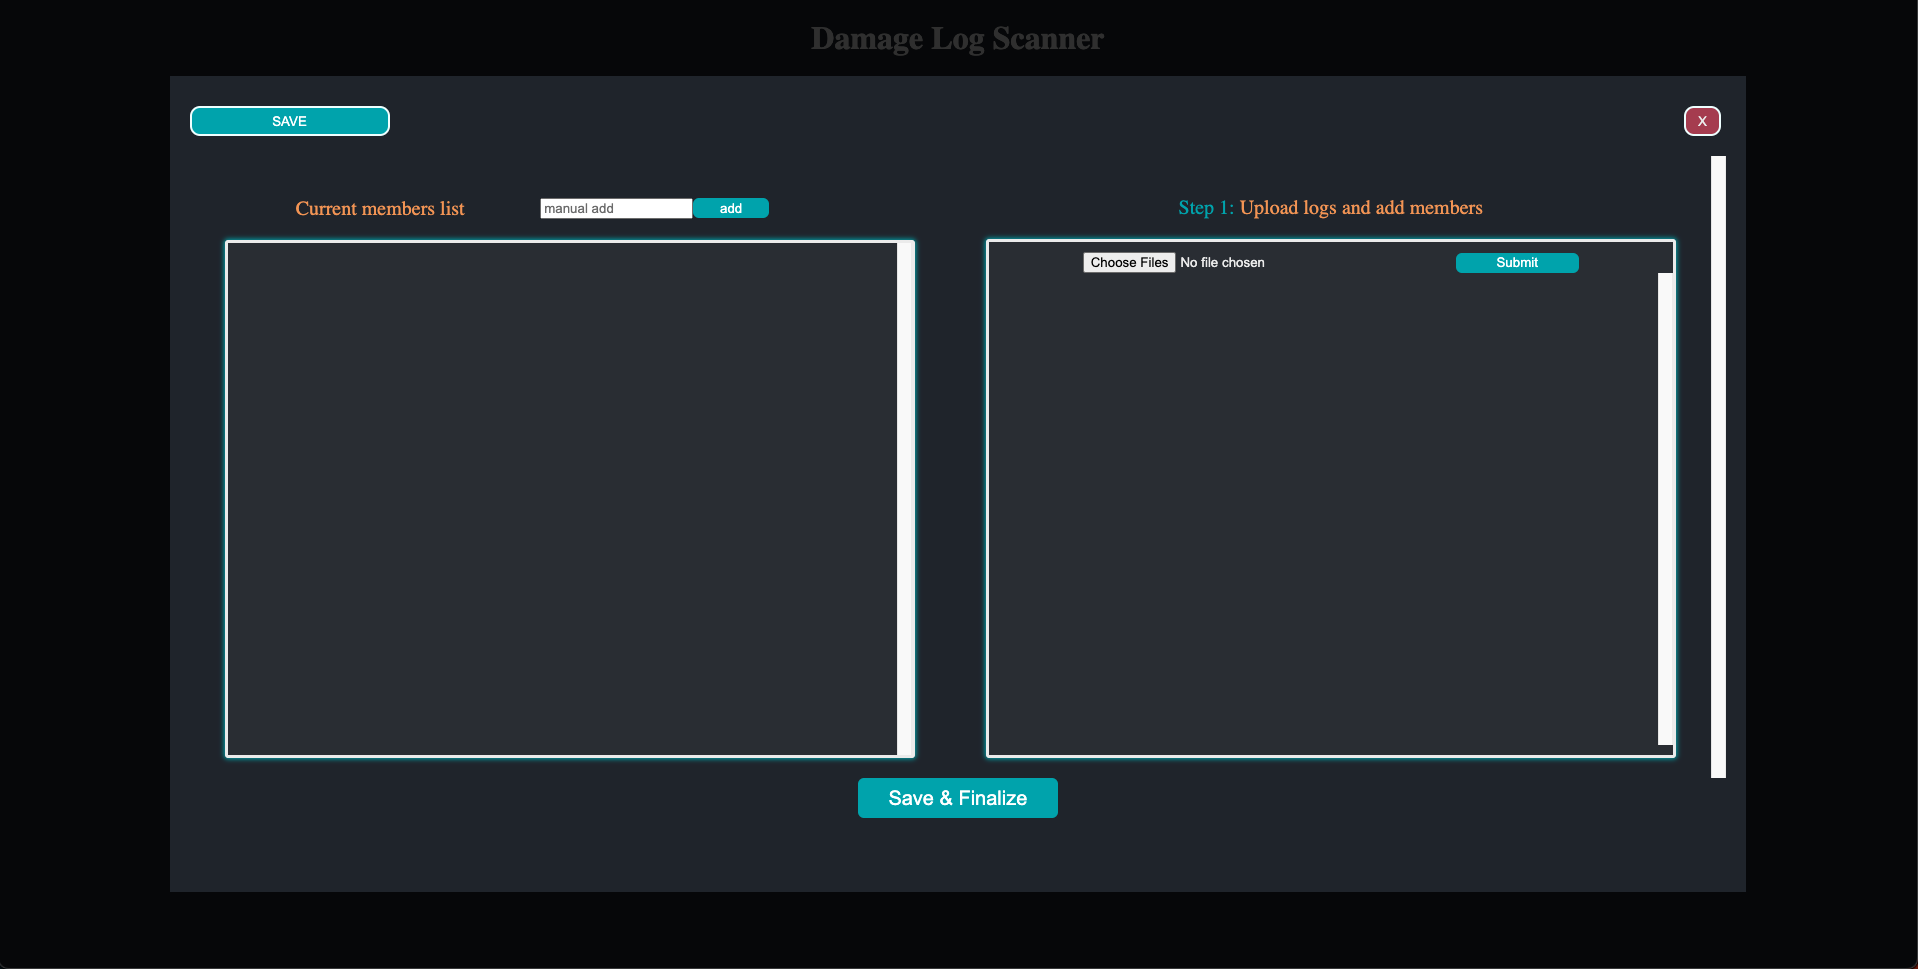 Damage Log Scanner
SAVE
X
Current members list
manual add
add
Step 1: Upload logs and add members
Choose Files No file chosen
Submit
Save & Finalize